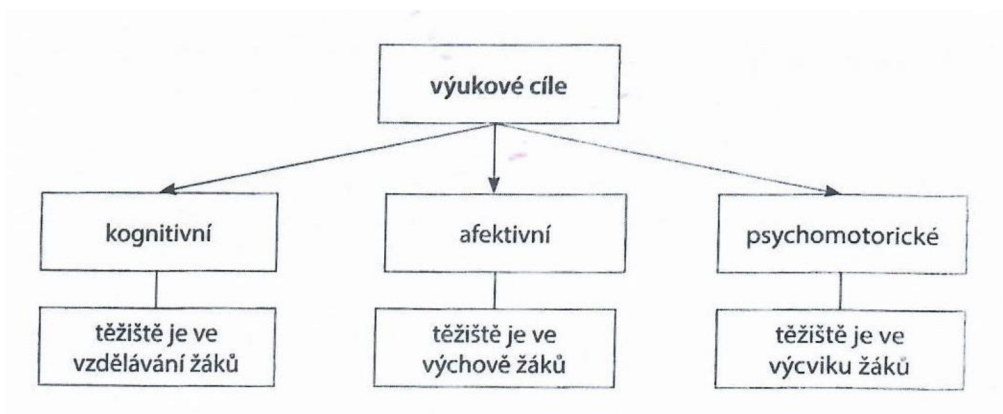 výukové cíle
kognitivní
afektivní
psychomotorické
těžiště je ve
vzdělávání žáků
těžiště je ve
výchově žáků
těžiště je ve
výcviku žáků